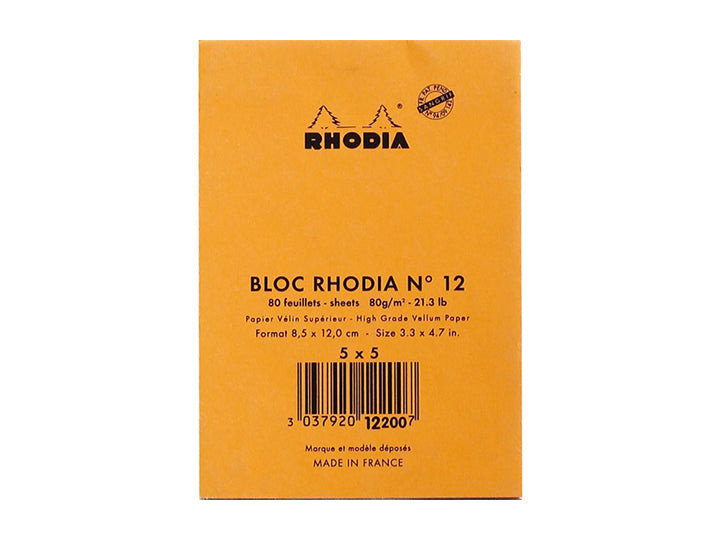 ®
RHODIA
BLOC RHODIA N° 12
80 feuillets - sheets 80g/m² - 21.3 lb
Papier Vélin Supérieur - High Grade Vellum Paper
Format 8,5 x 12,0 cm - Size 3.3 x 4.7 in.
5 x 5
3 037920 122007
Marque et modèle déposés
MADE IN FRANCE